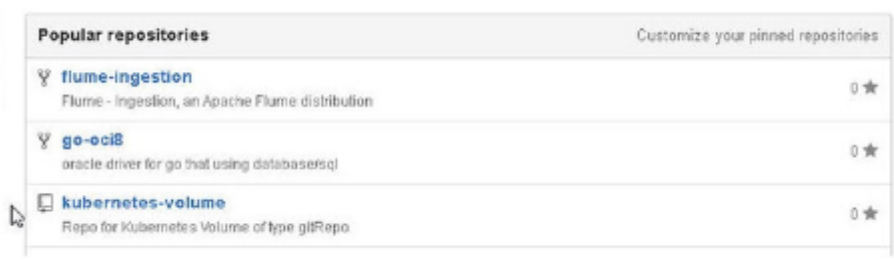 Popular repositories
Customize your pinned repositories
flume-ingestion
0
Flume - Ingestion, an Apache Flume distribution
go-oci8
0
oracle driver for go that using database/sql
kubernetes-volume
0
Repo for Kubernetes Volume of type gitRepo